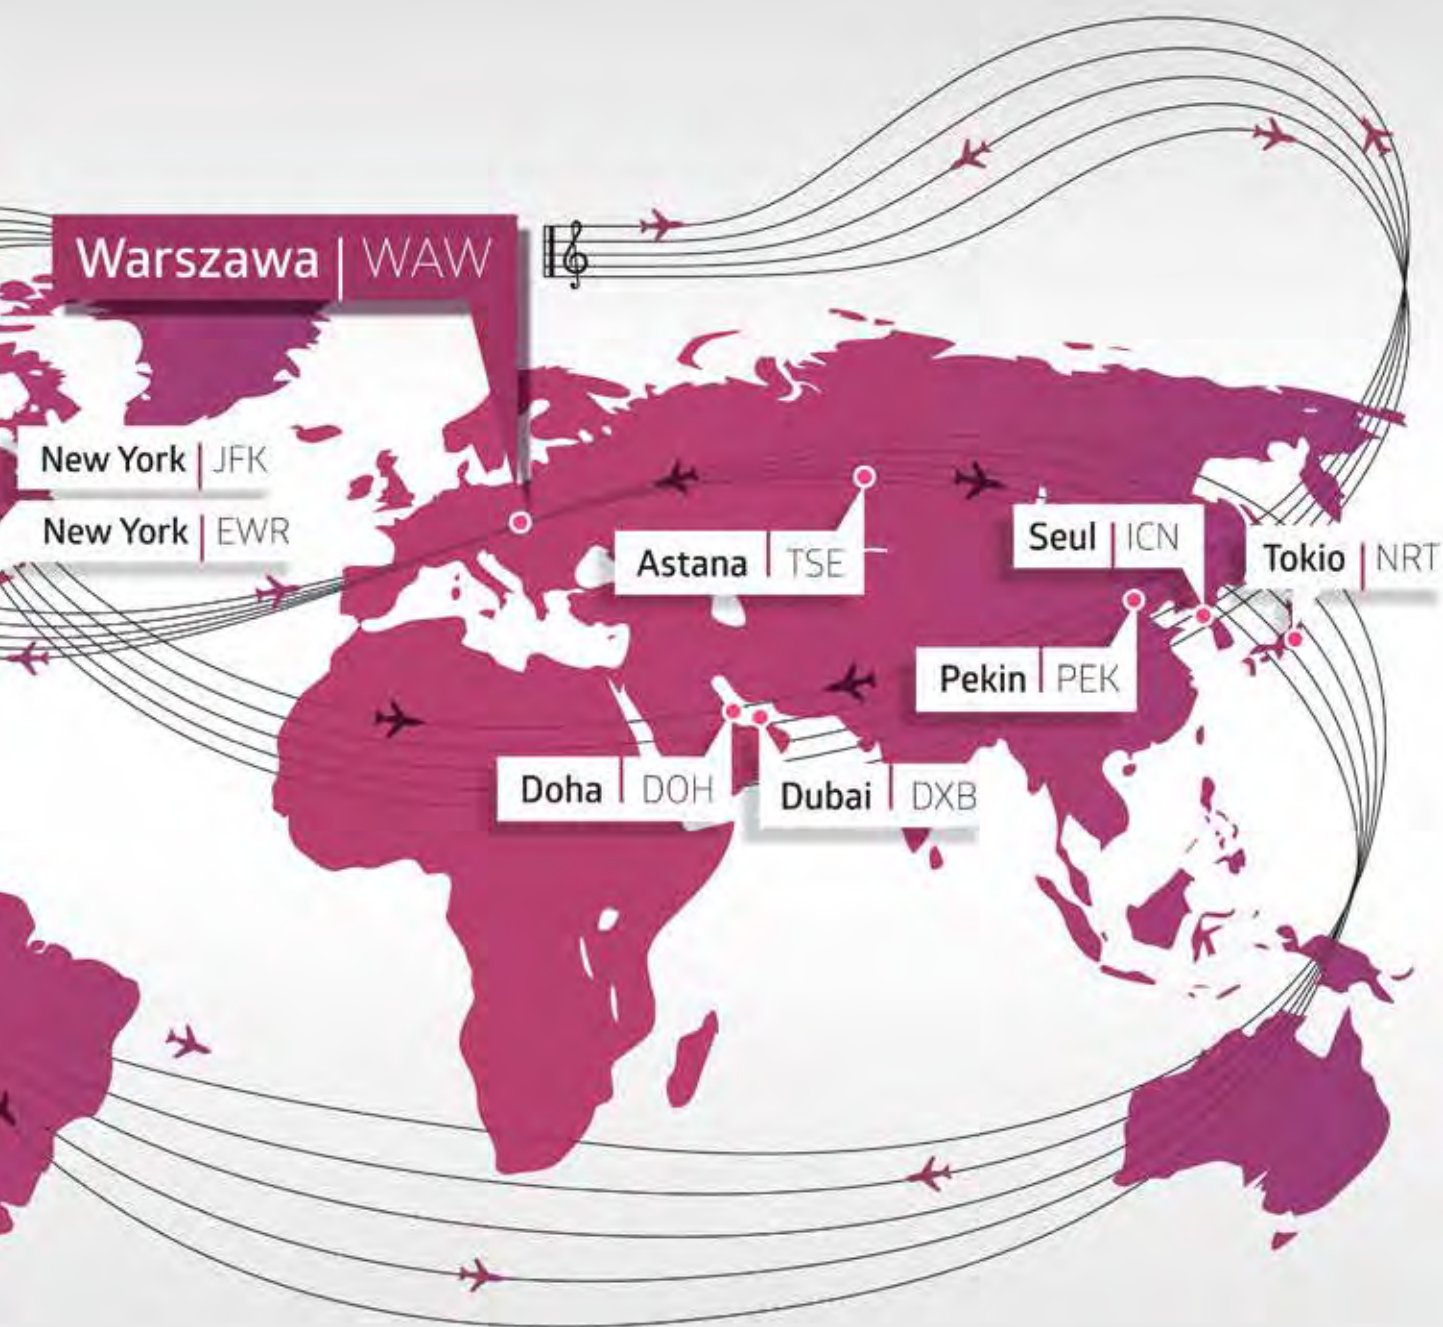 Warszawa | WAW
New York | JFK
New York | EWR
Astana | TSE
Seul | ICN
Tokio | NRT
Pekin | PEK
Doha | DOH
Dubai | DXB